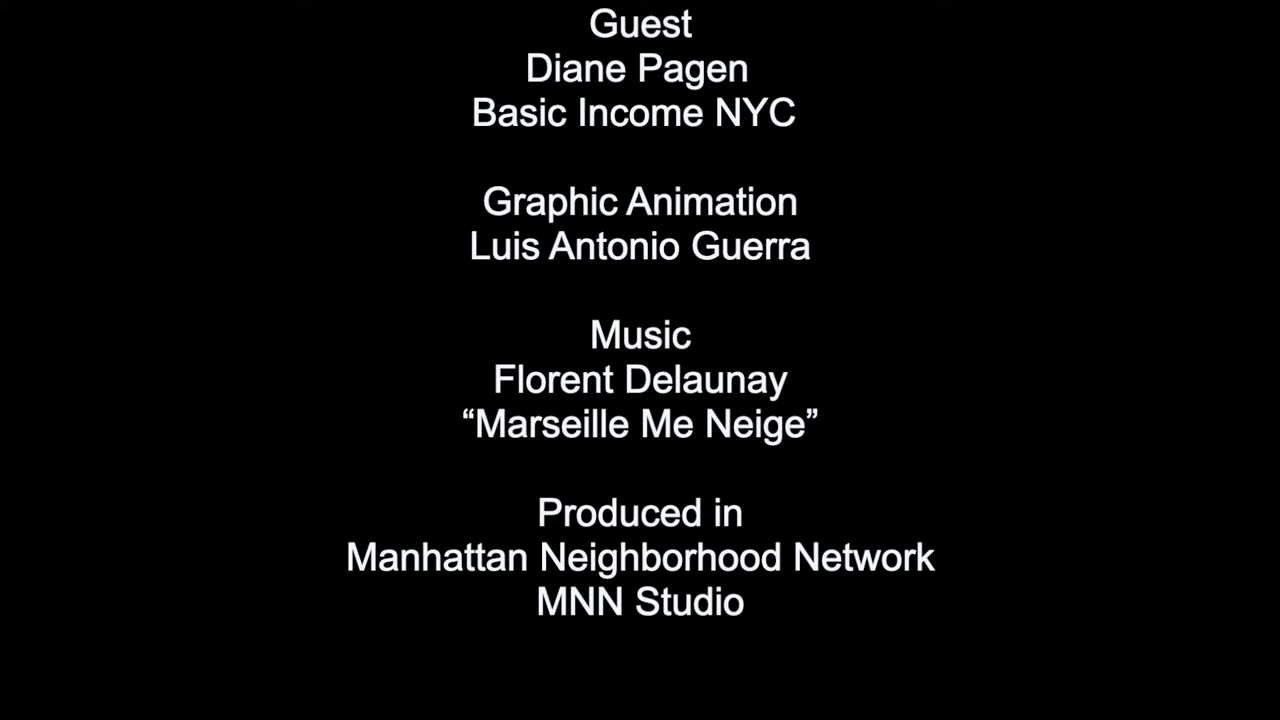 Guest
Diane Pagen
Basic Income NYC
Graphic Animation
Luis Antonio Guerra
Music
Florent Delaunay
“Marseille Me Neige”
Produced in
Manhattan Neighborhood Network
MNN Studio